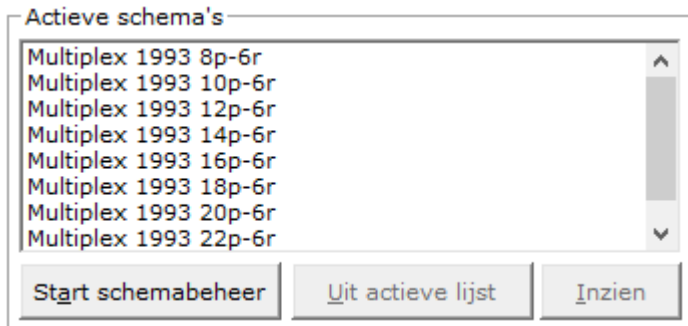 Actieve schema's
Multiplex 1993 8p-6r
Multiplex 1993 10p-6r
Multiplex 1993 12p-6r
Multiplex 1993 14p-6r
Multiplex 1993 16p-6r
Multiplex 1993 18p-6r
Multiplex 1993 20p-6r
Multiplex 1993 22p-6r
Start schemabeheer Uit actieve lijst Inzien